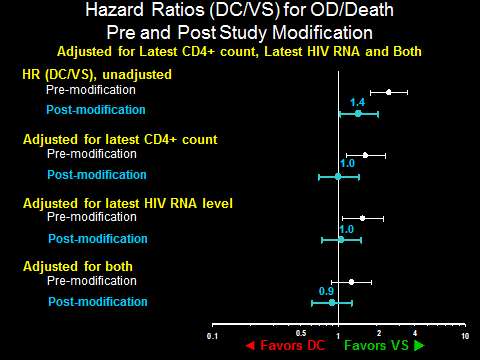 Hazard Ratios (DC/VS) for OD/Death
Pre and Post Study Modification
Adjusted for Latest CD4+ count, Latest HIV RNA and Both
HR (DC/VS), unadjusted
Pre-modification
1.4
Post-modification
Adjusted for latest CD4+ count
Pre-modification
1.0
Post-modification
Adjusted for latest HIV RNA level
Pre-modification
1.0
Post-modification
Adjusted for both
Pre-modification
0.9
Post-modification
0.1 0.5 1 2 4 10
◄ Favors DC Favors VS ►